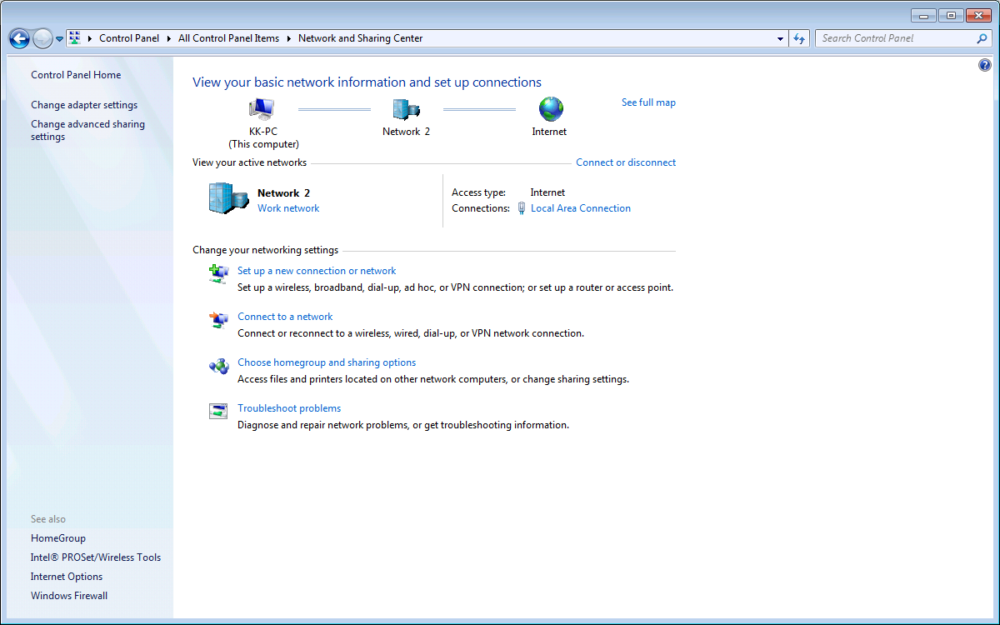 Control Panel ▸ All Control Panel Items ▸ Network and Sharing Center
Search Control Panel
Control Panel Home
Change adapter settings
Change advanced sharing
settings
View your basic network information and set up connections
See full map
KK-PC
(This computer)
Network 2
Internet
View your active networks
Connect or disconnect
Network 2
Work network
Access type: Internet
Connections: Local Area Connection
Change your networking settings
Set up a new connection or network
Set up a wireless, broadband, dial-up, ad hoc, or VPN connection; or set up a router or access point.
Connect to a network
Connect or reconnect to a wireless, wired, dial-up, or VPN network connection.
Choose homegroup and sharing options
Access files and printers located on other network computers, or change sharing settings.
Troubleshoot problems
Diagnose and repair network problems, or get troubleshooting information.
See also
HomeGroup
Intel® PROSet/Wireless Tools
Internet Options
Windows Firewall